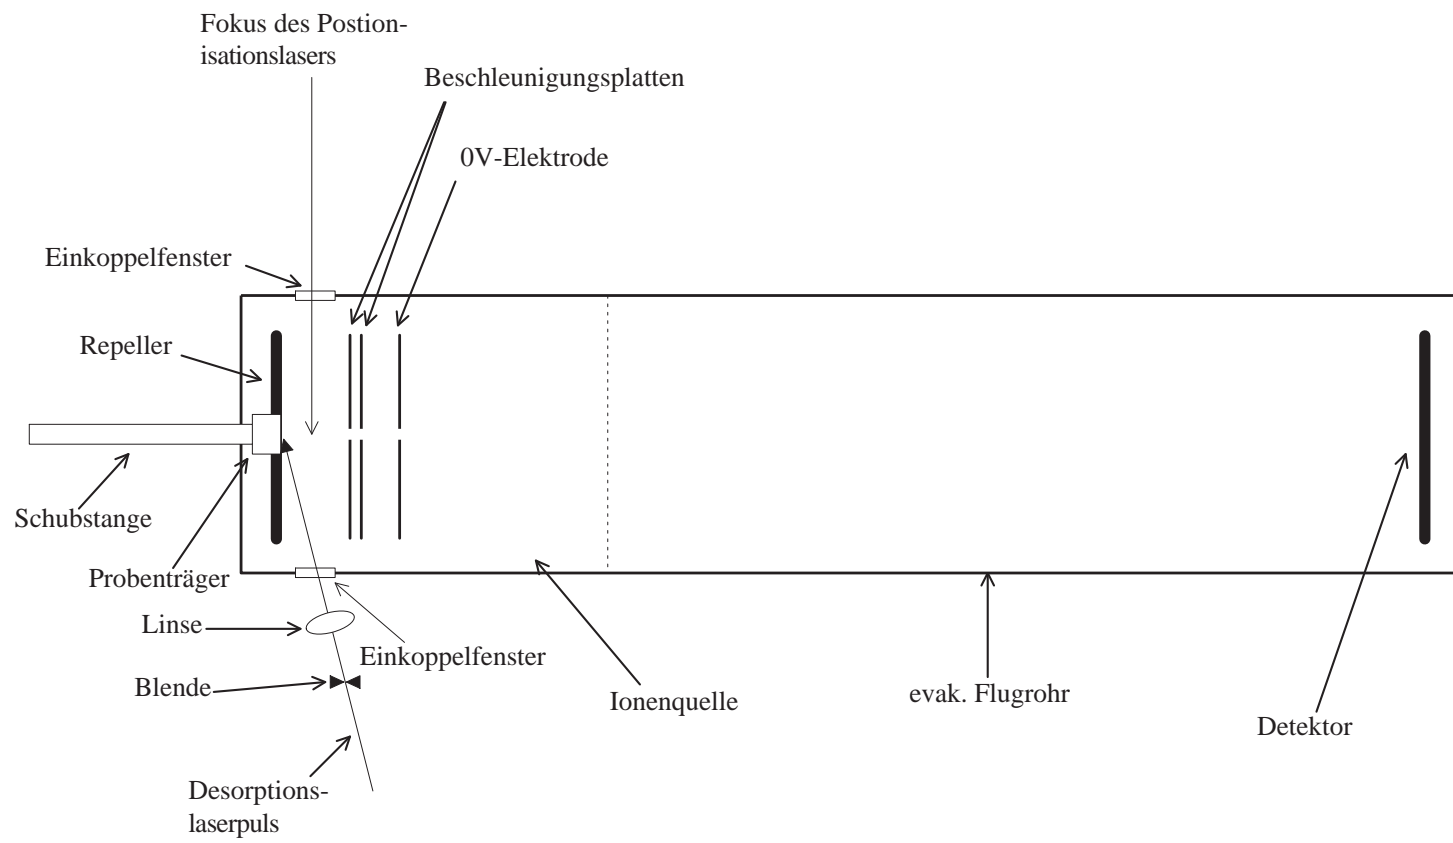 Fokus des Postion-
isationslasers
Beschleunigungsplatten
0V-Elektrode
Einkoppelfenster
Repeller
Schubstange
Probenträger
Linse
Einkoppelfenster
Blende
Ionenquelle
evak. Flugrohr
Detektor
Desorptions-
laserpuls